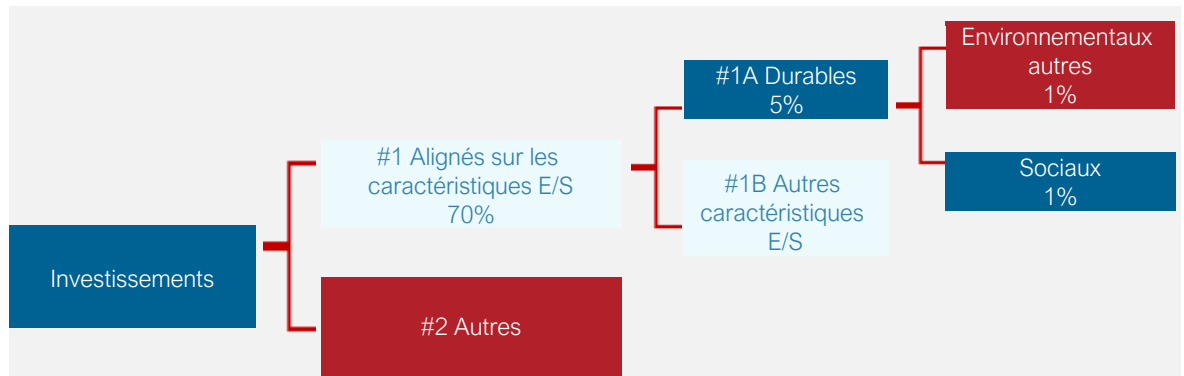 Investissements
#1 Alignés sur les
caractéristiques E/S
70%
#2 Autres
#1A Durables
5%
#1B Autres
caractéristiques
E/S
Environnementaux
autres
1%
Sociaux
1%